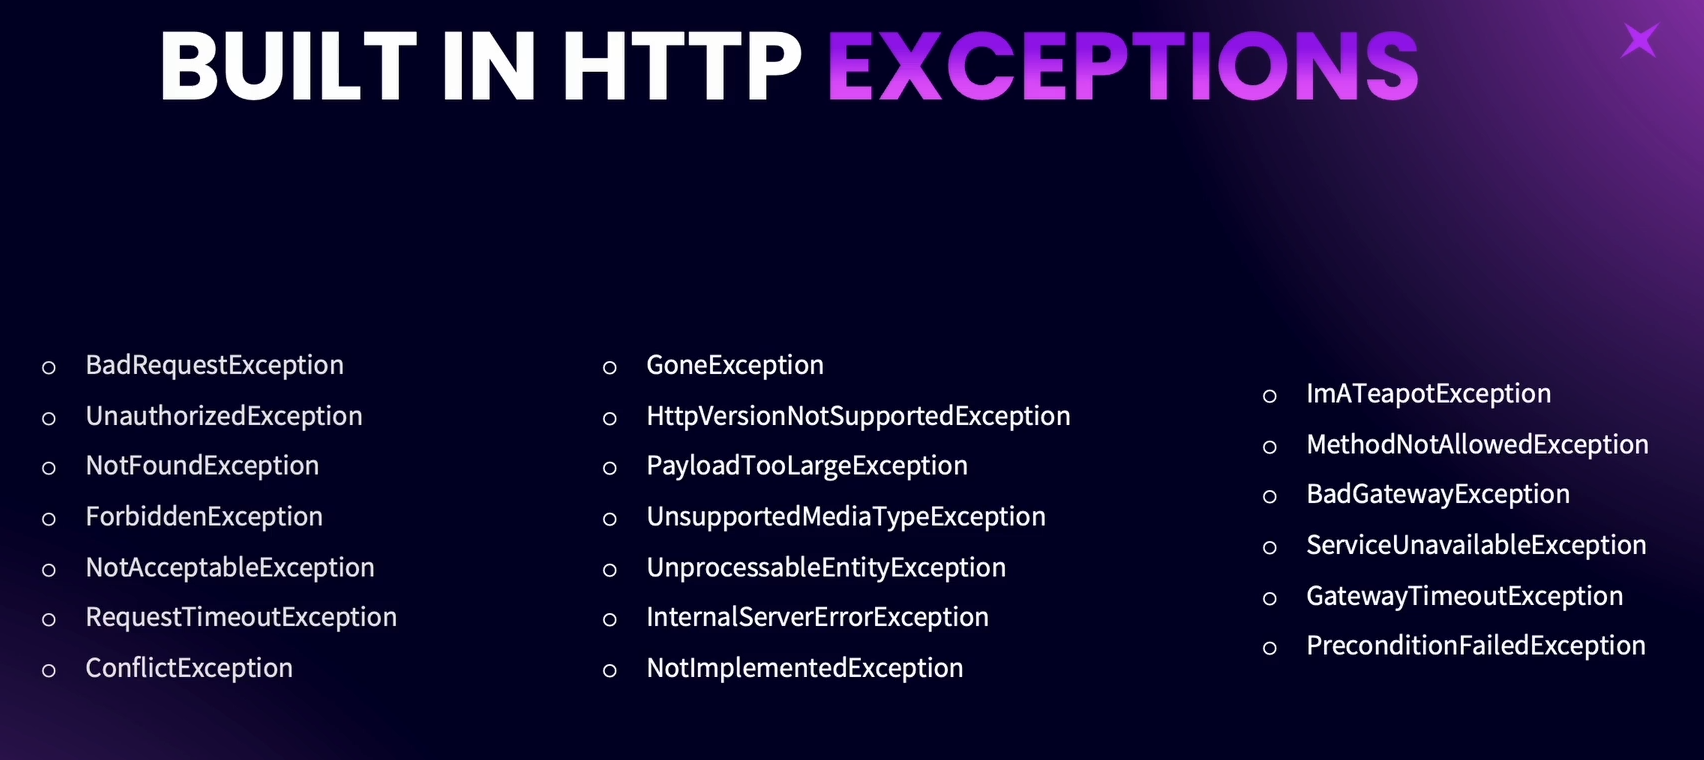 BUILT IN HTTP EXCEPTIONS
BadRequestException
UnauthorizedException
NotFoundException
ForbiddenException
NotAcceptableException
RequestTimeoutException
ConflictException
GoneException
HttpVersionNotSupportedException
PayloadTooLargeException
UnsupportedMediaTypeException
UnprocessableEntityException
InternalServerErrorException
NotImplementedException
ImATeapotException
MethodNotAllowedException
BadGatewayException
ServiceUnavailableException
GatewayTimeoutException
PreconditionFailedException